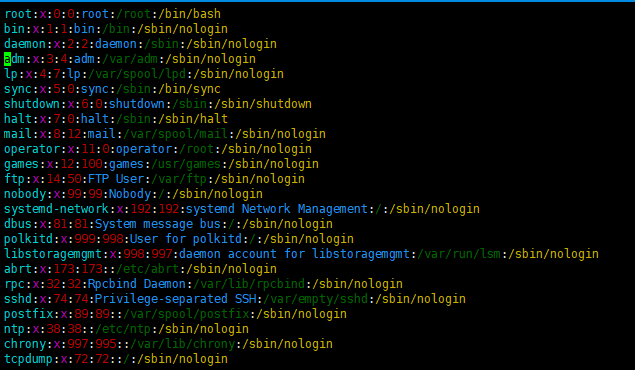 root:x:0:0:root:/root:/bin/bash
bin:x:1:1:bin:/bin:/sbin/nologin
daemon:x:2:2:daemon:/sbin:/sbin/nologin
adm:x:3:4:adm:/var/adm:/sbin/nologin
lp:x:4:7:lp:/var/spool/lpd:/sbin/nologin
sync:x:5:0:sync:/sbin:/bin/sync
shutdown:x:6:0:shutdown:/sbin:/sbin/shutdown
halt:x:7:0:halt:/sbin:/sbin/halt
mail:x:8:12:mail:/var/spool/mail:/sbin/nologin
operator:x:11:0:operator:/root:/sbin/nologin
games:x:12:100:games:/usr/games:/sbin/nologin
ftp:x:14:50:FTP User:/var/ftp:/sbin/nologin
nobody:x:99:99:Nobody:/:/sbin/nologin
systemd-network:x:192:192:systemd Network Management:/:/sbin/nologin
dbus:x:81:81:System message bus:/:/sbin/nologin
polkitd:x:999:998:User for polkitd:/:/sbin/nologin
libstoragemgmt:x:998:997:daemon account for libstoragemgmt:/var/run/lsm:/sbin/nologin
abrt:x:173:173::/etc/abrt:/sbin/nologin
rpc:x:32:32:Rpcbind Daemon:/var/lib/rpcbind:/sbin/nologin
sshd:x:74:74:Privilege-separated SSH:/var/empty/sshd:/sbin/nologin
postfix:x:89:89::/var/spool/postfix:/sbin/nologin
ntp:x:38:38::/etc/ntp:/sbin/nologin
chrony:x:997:995::/var/lib/chrony:/sbin/nologin
tcpdump:x:72:72::/:/sbin/nologin